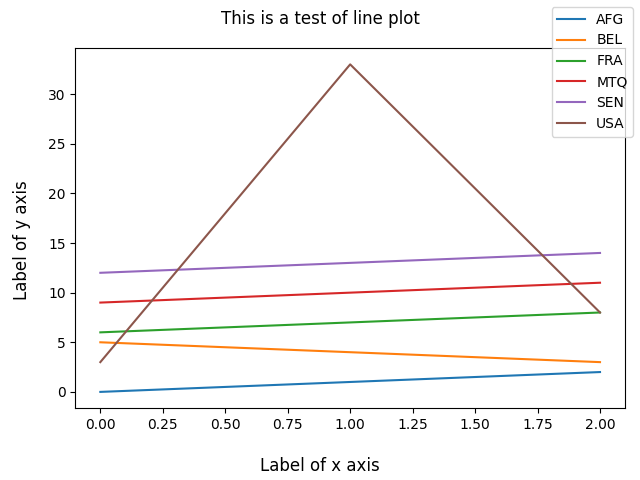 This is a test of line plot
AFG
BEL
FRA
MTQ
SEN
USA
Label of y axis
30
25
20
15
10
5
0
0.00 0.25 0.50 0.75 1.00 1.25 1.50 1.75 2.00
Label of x axis